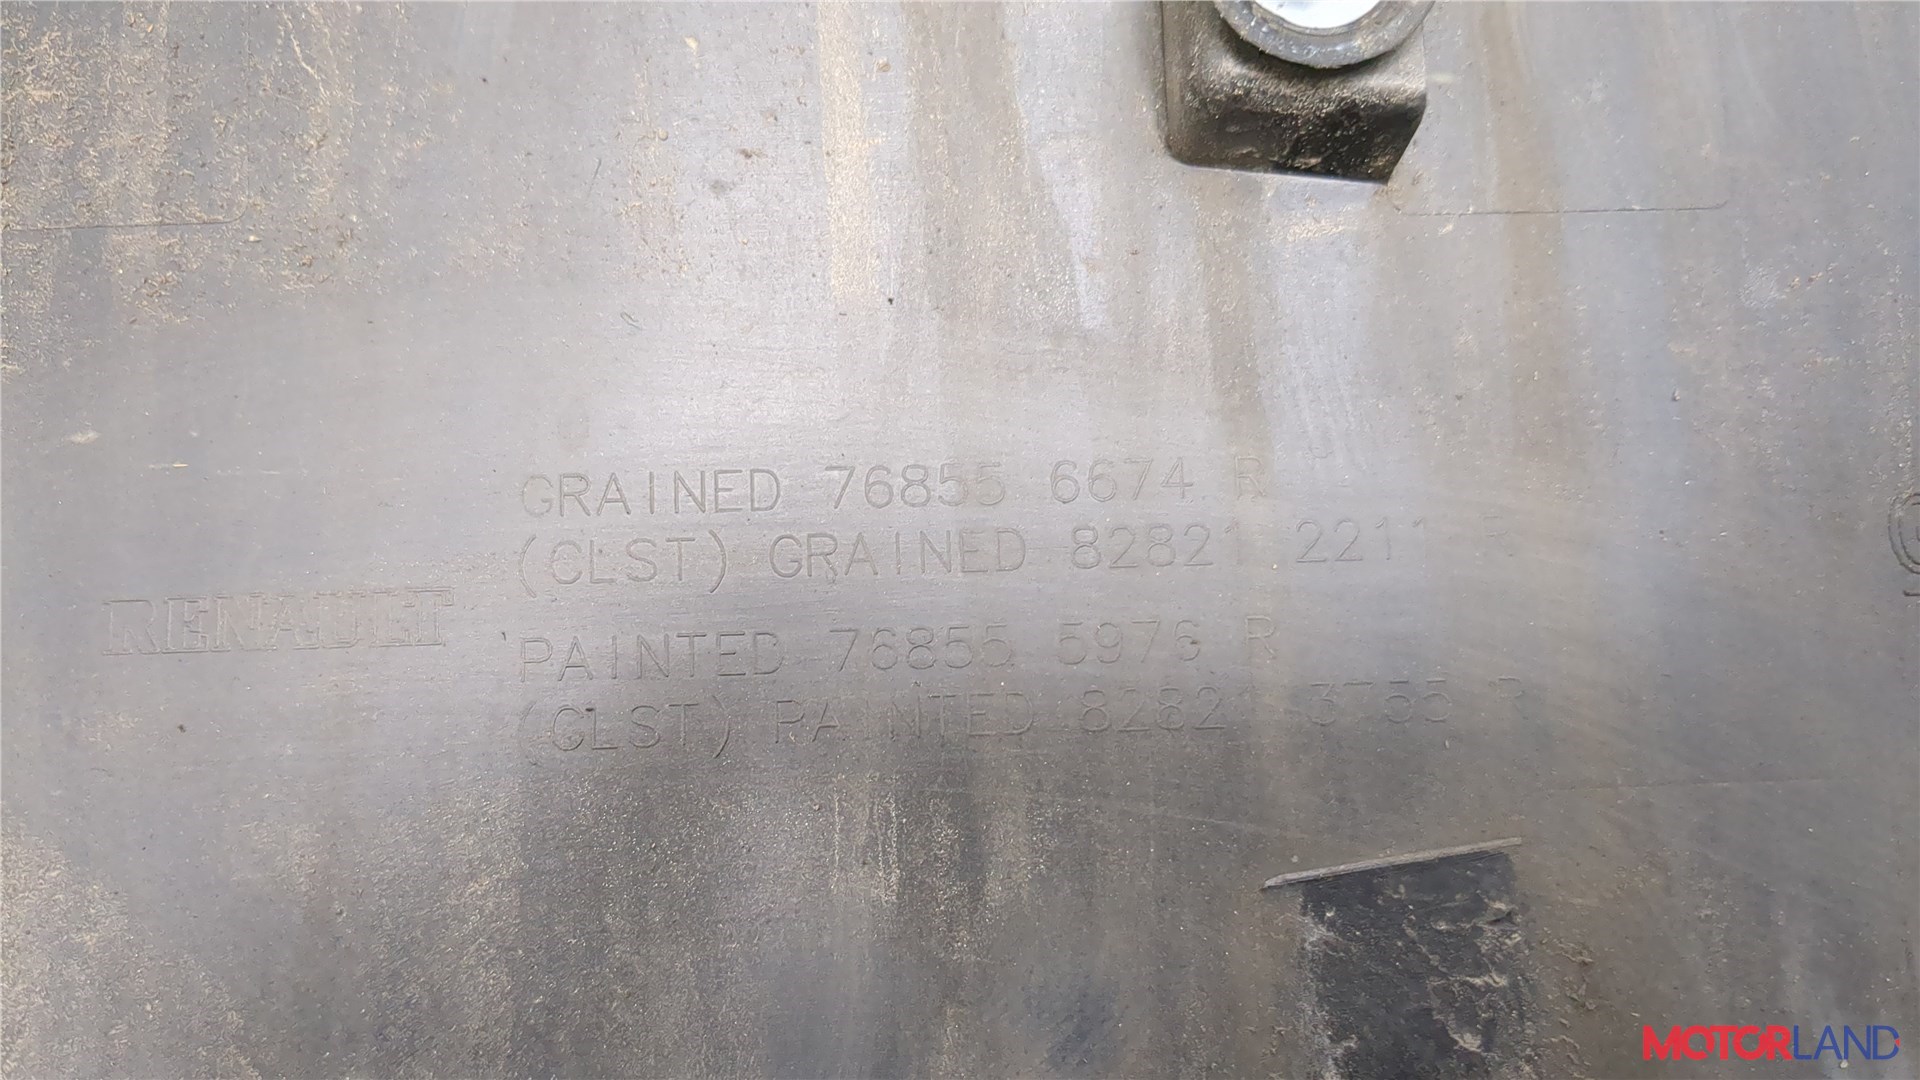 GRAINED 76855 6674 R
(CLST) GRAINED 82821 2211 R
RENAULT
PAINTED 76855 5976 R
(CLST) PAINTED 82821 3755 R
MOTORLAND